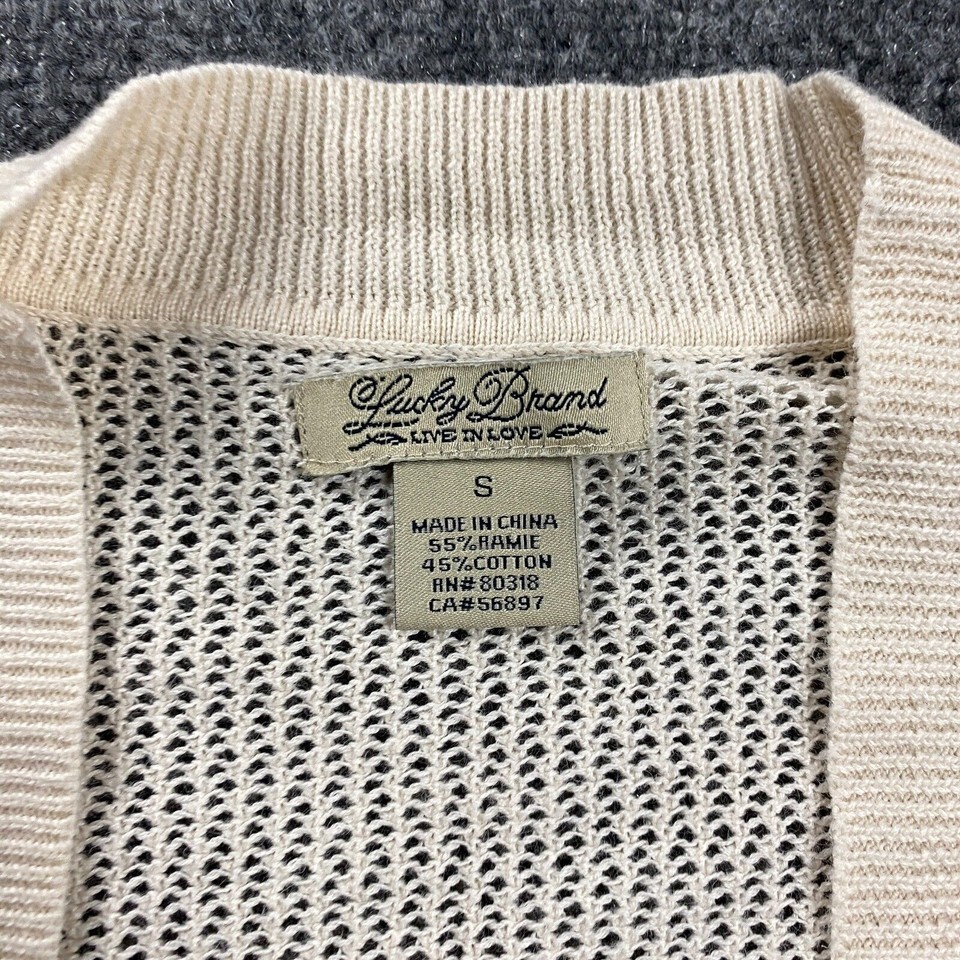 Lucky Brand
LIVE IN LOVE
S
MADE IN CHINA
55%RAMIE
45%COTTON
RN#80318
CA#56897